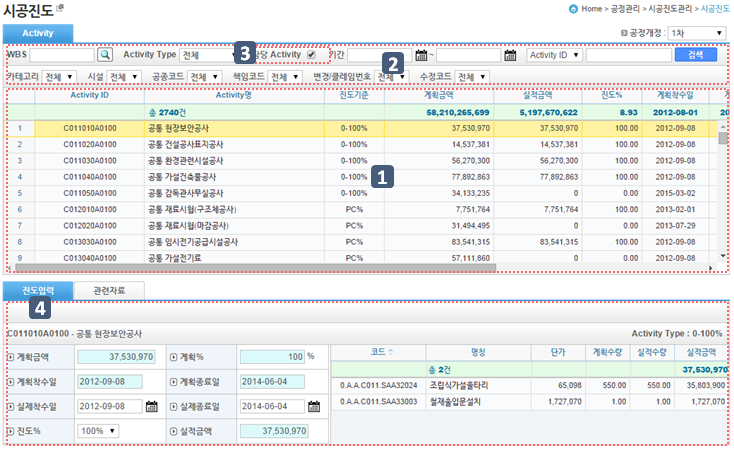 시공진도
Home > 공정관리 > 시공진도관리 > 시공진도
Activity
공정개정 : 1차
WBS Activity Type 전체 3 담당 Activity 기간 ~ Activity ID 검색
2
카테고리 전체 시설 전체 공종코드 전체 책임코드 전체 변경/클레임번호 전체 수정코드 전체
Activity ID Activity명 진도기준 계획금액 실적금액 진도% 계획착수일
총 2740건 58,210,265,699 5,197,670,622 8.93 2012-08-01 20
1 C011010A0100 공통 현장보안공사 0-100% 37,530,970 37,530,970 100.00 2012-09-08
2 C011020A0100 공통 건설공사표지공사 0-100% 14,537,381 14,537,381 100.00 2012-09-08
3 C011030A0100 공통 환경관련시설공사 0-100% 56,270,300 56,270,300 100.00 2012-09-08
4 C011040A0100 공통 가설건축물공사 0-100% 77,892,863 77,892,863 100.00 2012-09-08
1
5 C011050A0100 공통 감독관사무실공사 0-100% 34,133,235 0 0.00 2015-03-02
6 C012010A0100 공통 재료시험(구조체공사) PC% 7,751,764 7,751,764 100.00 2013-02-01
7 C012020A0100 공통 재료시험(마감공사) PC% 31,494,495 0 0.00 2013-07-29
8 C013030A0100 공통 임시전기공급시설공사 PC% 83,541,315 83,541,315 100.00 2012-09-08
9 C013040A0100 공통 가설전기료 PC% 57,111,860 0 0.00 2012-09-08
진도입력 관련자료
4
C011010A0100 - 공통 현장보안공사 Activity Type : 0-100%
계획금액 37,530,970 계획% 100 %
계획착수일 2012-09-08 계획종료일 2014-06-04
실제착수일 2012-09-08 실제종료일 2014-06-04
진도% 100% 실적금액 37,530,970
코드 명칭 단가 계획수량 실적수량 실적금액
총 2건 37,530,970
0.A.A.C011.SAA32024 조립식가설울타리 65,098 550.00 550.00 35,803,900
0.A.A.C011.SAA33003 철재출입문설치 1,727,070 1.00 1.00 1,727,070